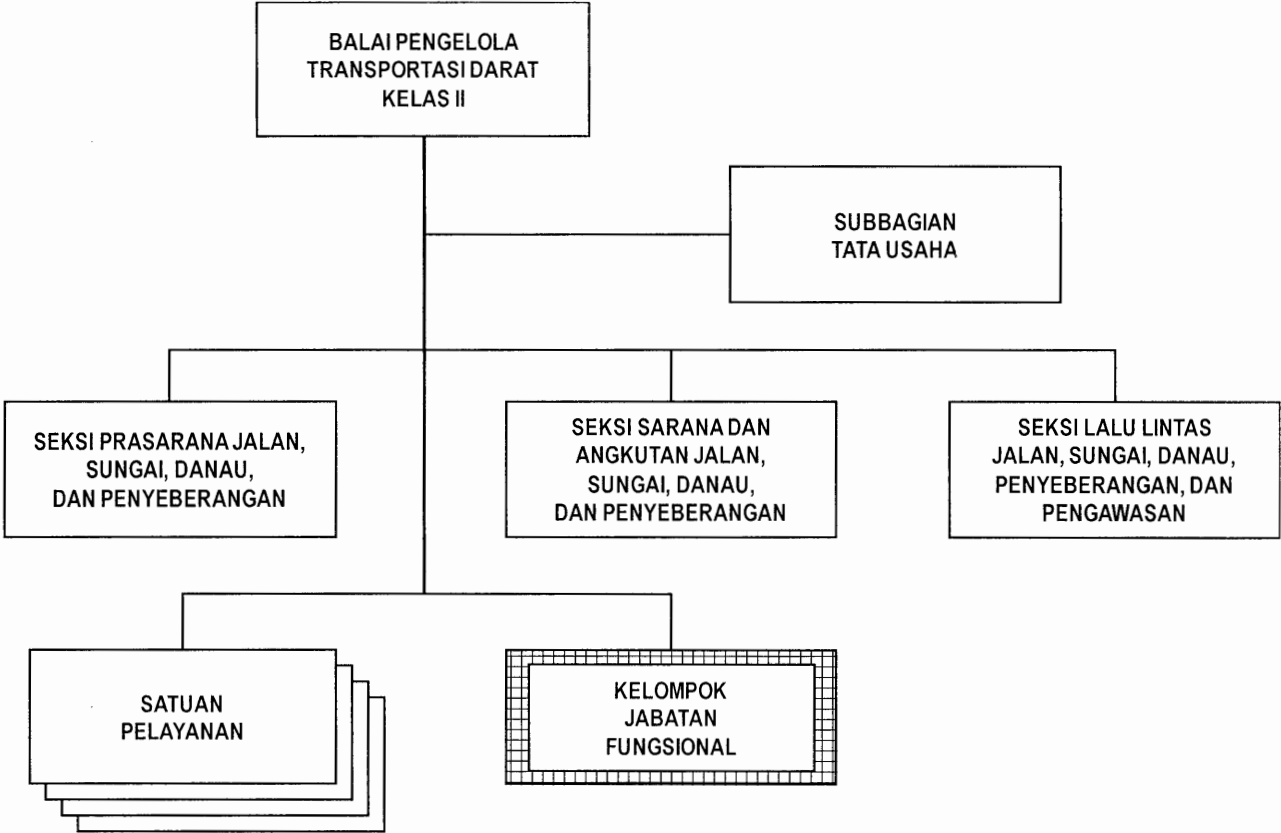 BALAI PENGELOLA
TRANSPORTASI DARAT
KELAS II
SUBBAGIAN
TATA USAHA
SEKSI PRASARANA JALAN,
SUNGAI, DANAU,
DAN PENYEBERANGAN
SEKSI SARANA DAN
ANGKUTAN JALAN,
SUNGAI, DANAU,
DAN PENYEBERANGAN
SEKSI LALU LINTAS
JALAN, SUNGAI, DANAU,
PENYEBERANGAN, DAN
PENGAWASAN
SATUAN
PELAYANAN
KELOMPOK
JABATAN
FUNGSIONAL